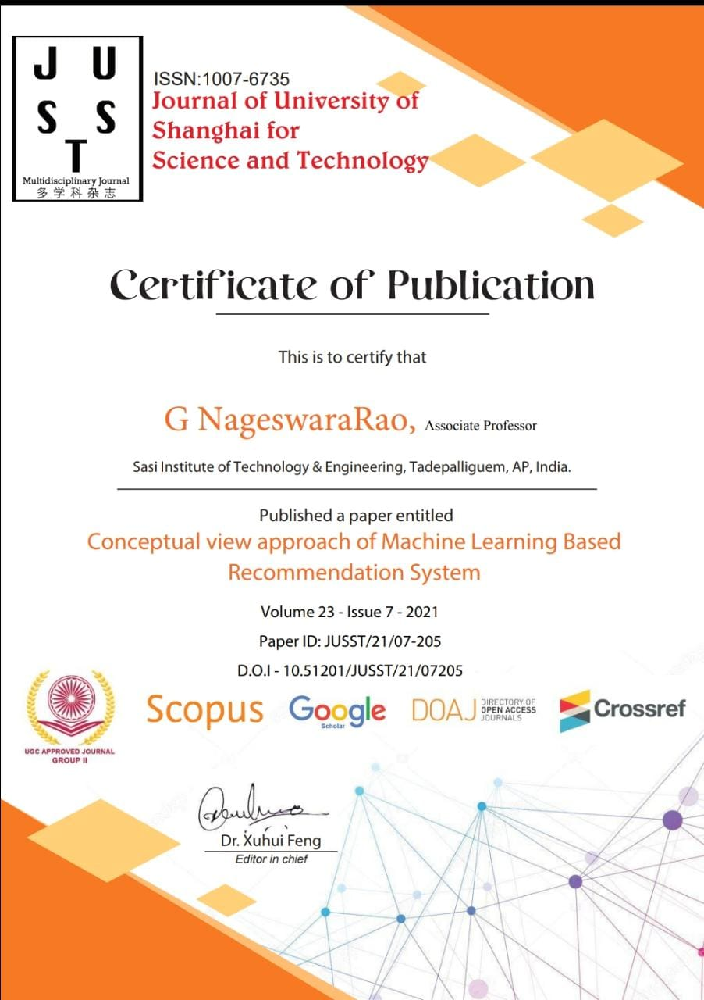 J U
S S
T
Multidisciplinary Journal
多学科杂志
ISSN:1007-6735
Journal of University of
Shanghai for
Science and Technology
Certificate of Publication
This is to certify that
G NageswaraRao, Associate Professor
Sasi Institute of Technology & Engineering, Tadepalliguem, AP, India.
Published a paper entitled
Conceptual view approach of Machine Learning Based
Recommendation System
Volume 23 - Issue 7 - 2021
Paper ID: JUSST/21/07-205
D.O.I - 10.51201/JUSST/21/07205
UGC APPROVED JOURNAL
GROUP II
Scopus
Google
Scholar
DOAJ DIRECTORY OF
OPEN ACCESS
JOURNALS
Crossref
Dr. Xuhui Feng
Editor in chief